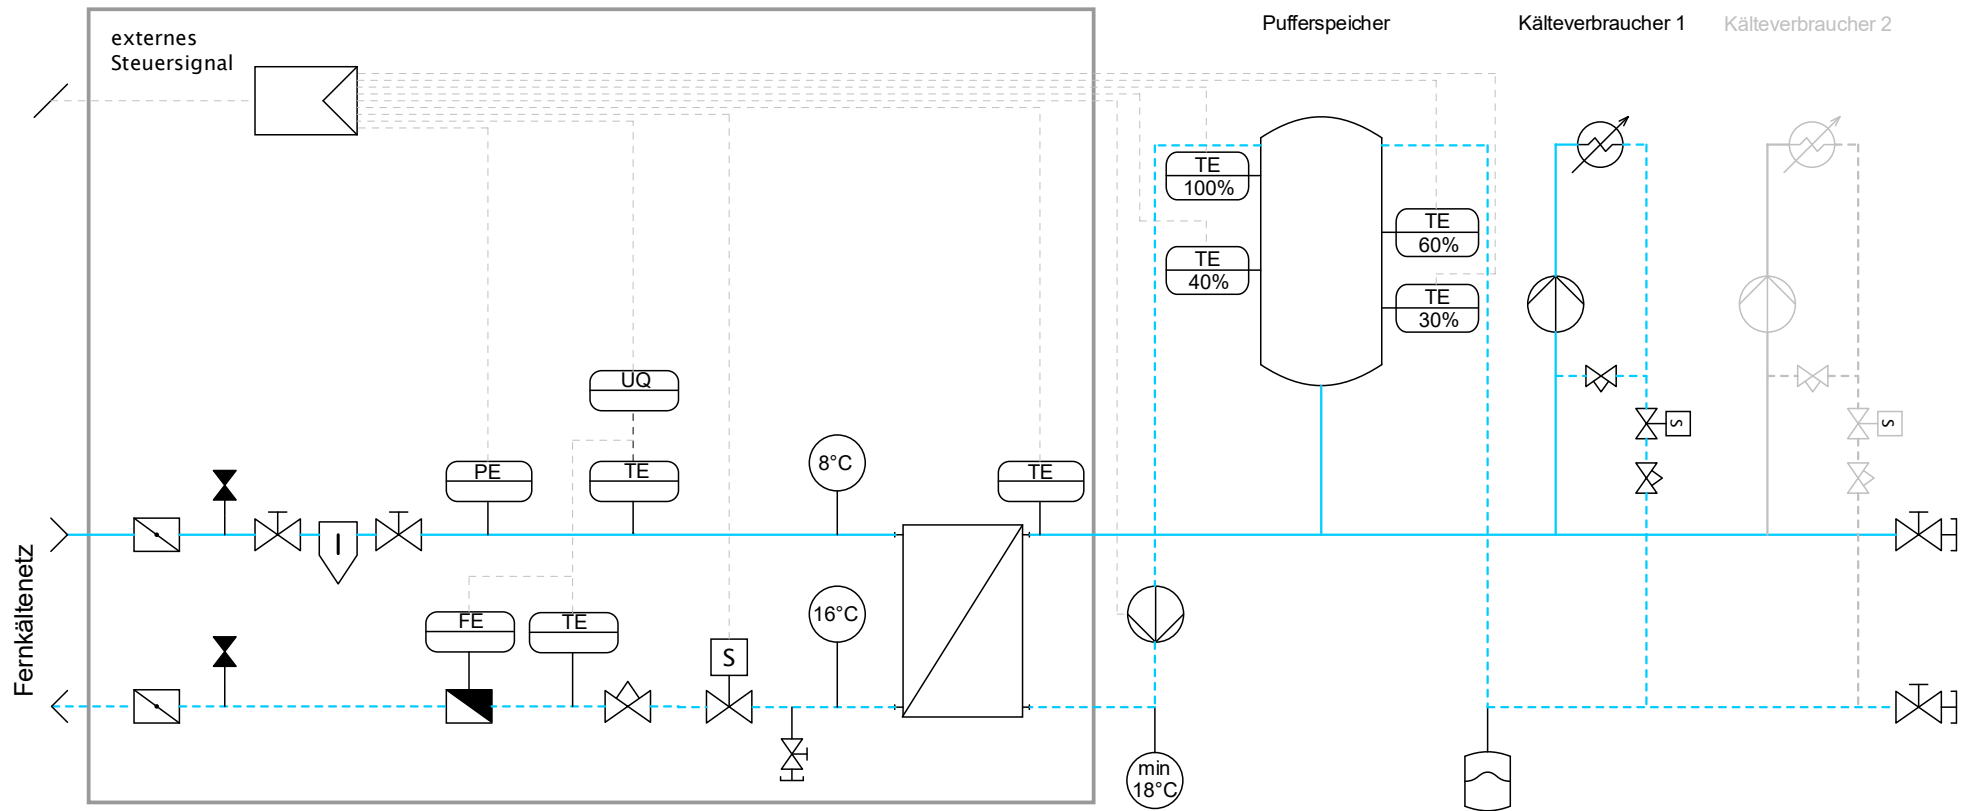 Pufferspeicher
Kälteverbraucher 1
Kälteverbraucher 2
externes
Steuersignal
TE
100%
TE
60%
TE
40%
TE
30%
UQ
PE
TE
8°C
TE
S
S
Fernkältenetz
FE
TE
16°C
S
min
18°C